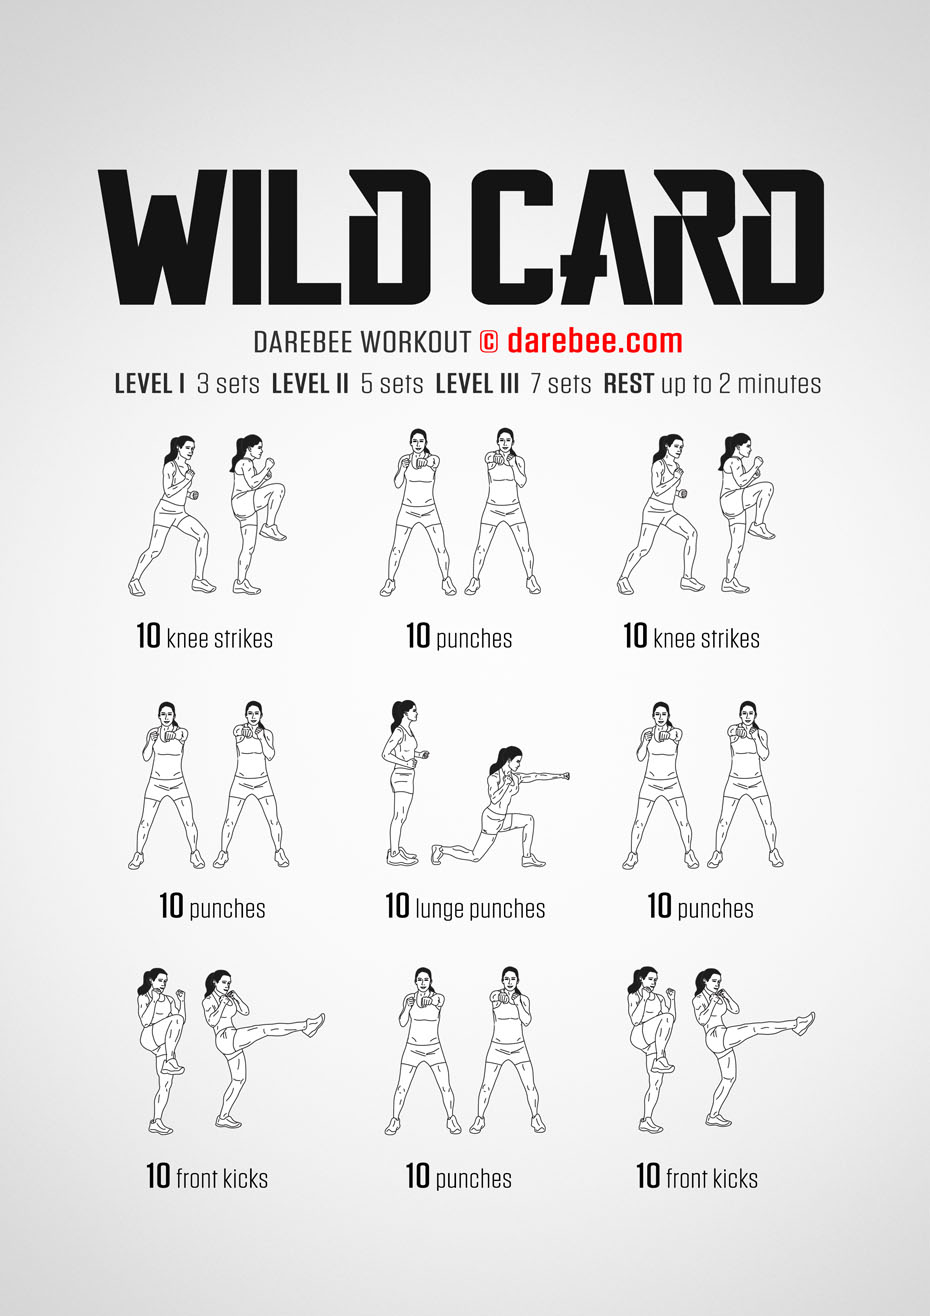 WILD CARD
DAREBEE WORKOUT © darebee.com
LEVEL I 3 sets LEVEL II 5 sets LEVEL III 7 sets REST up to 2 minutes
10 knee strikes
10 punches
10 knee strikes
10 punches
10 lunge punches
10 punches
10 front kicks
10 punches
10 front kicks